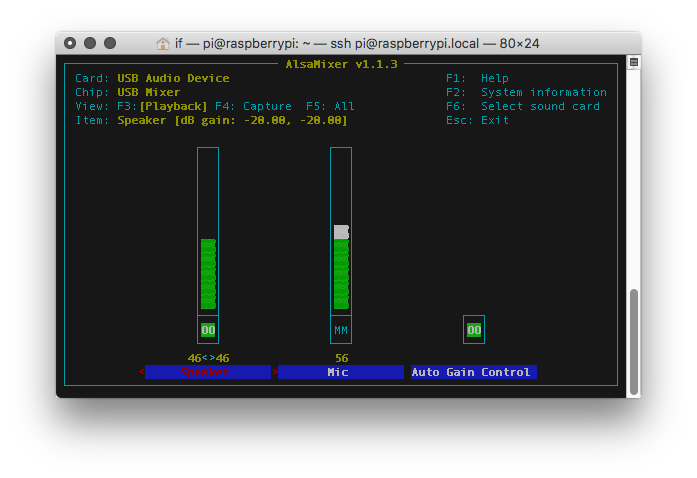 if — pi@raspberrypi: ~ — ssh pi@raspberrypi.local — 80×24
AlsaMixer v1.1.3
Card: USB Audio Device F1: Help
Chip: USB Mixer F2: System information
View: F3:[Playback] F4: Capture F5: All F6: Select sound card
Item: Speaker [dB gain: -20.00, -20.00] Esc: Exit
OO MM OO
46<>46 56
< Speaker > Mic Auto Gain Control